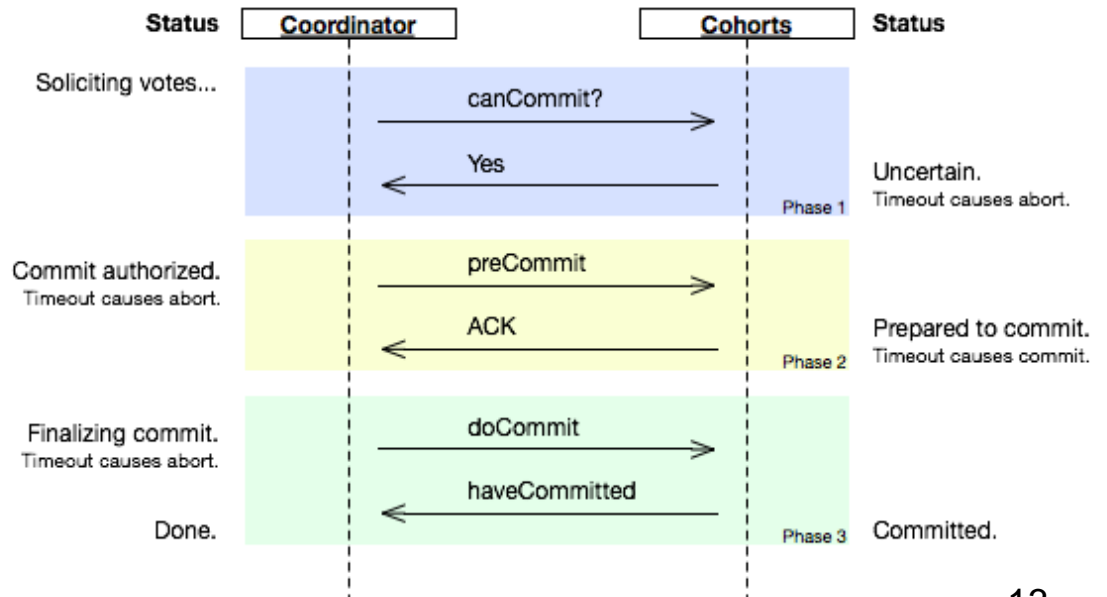 Status Coordinator Cohorts Status
Soliciting votes...
canCommit?
Yes
Uncertain.
Timeout causes abort.
Phase 1
Commit authorized.
Timeout causes abort.
preCommit
ACK
Prepared to commit.
Timeout causes commit.
Phase 2
Finalizing commit.
Timeout causes abort.
doCommit
haveCommitted
Done.
Phase 3
Committed.